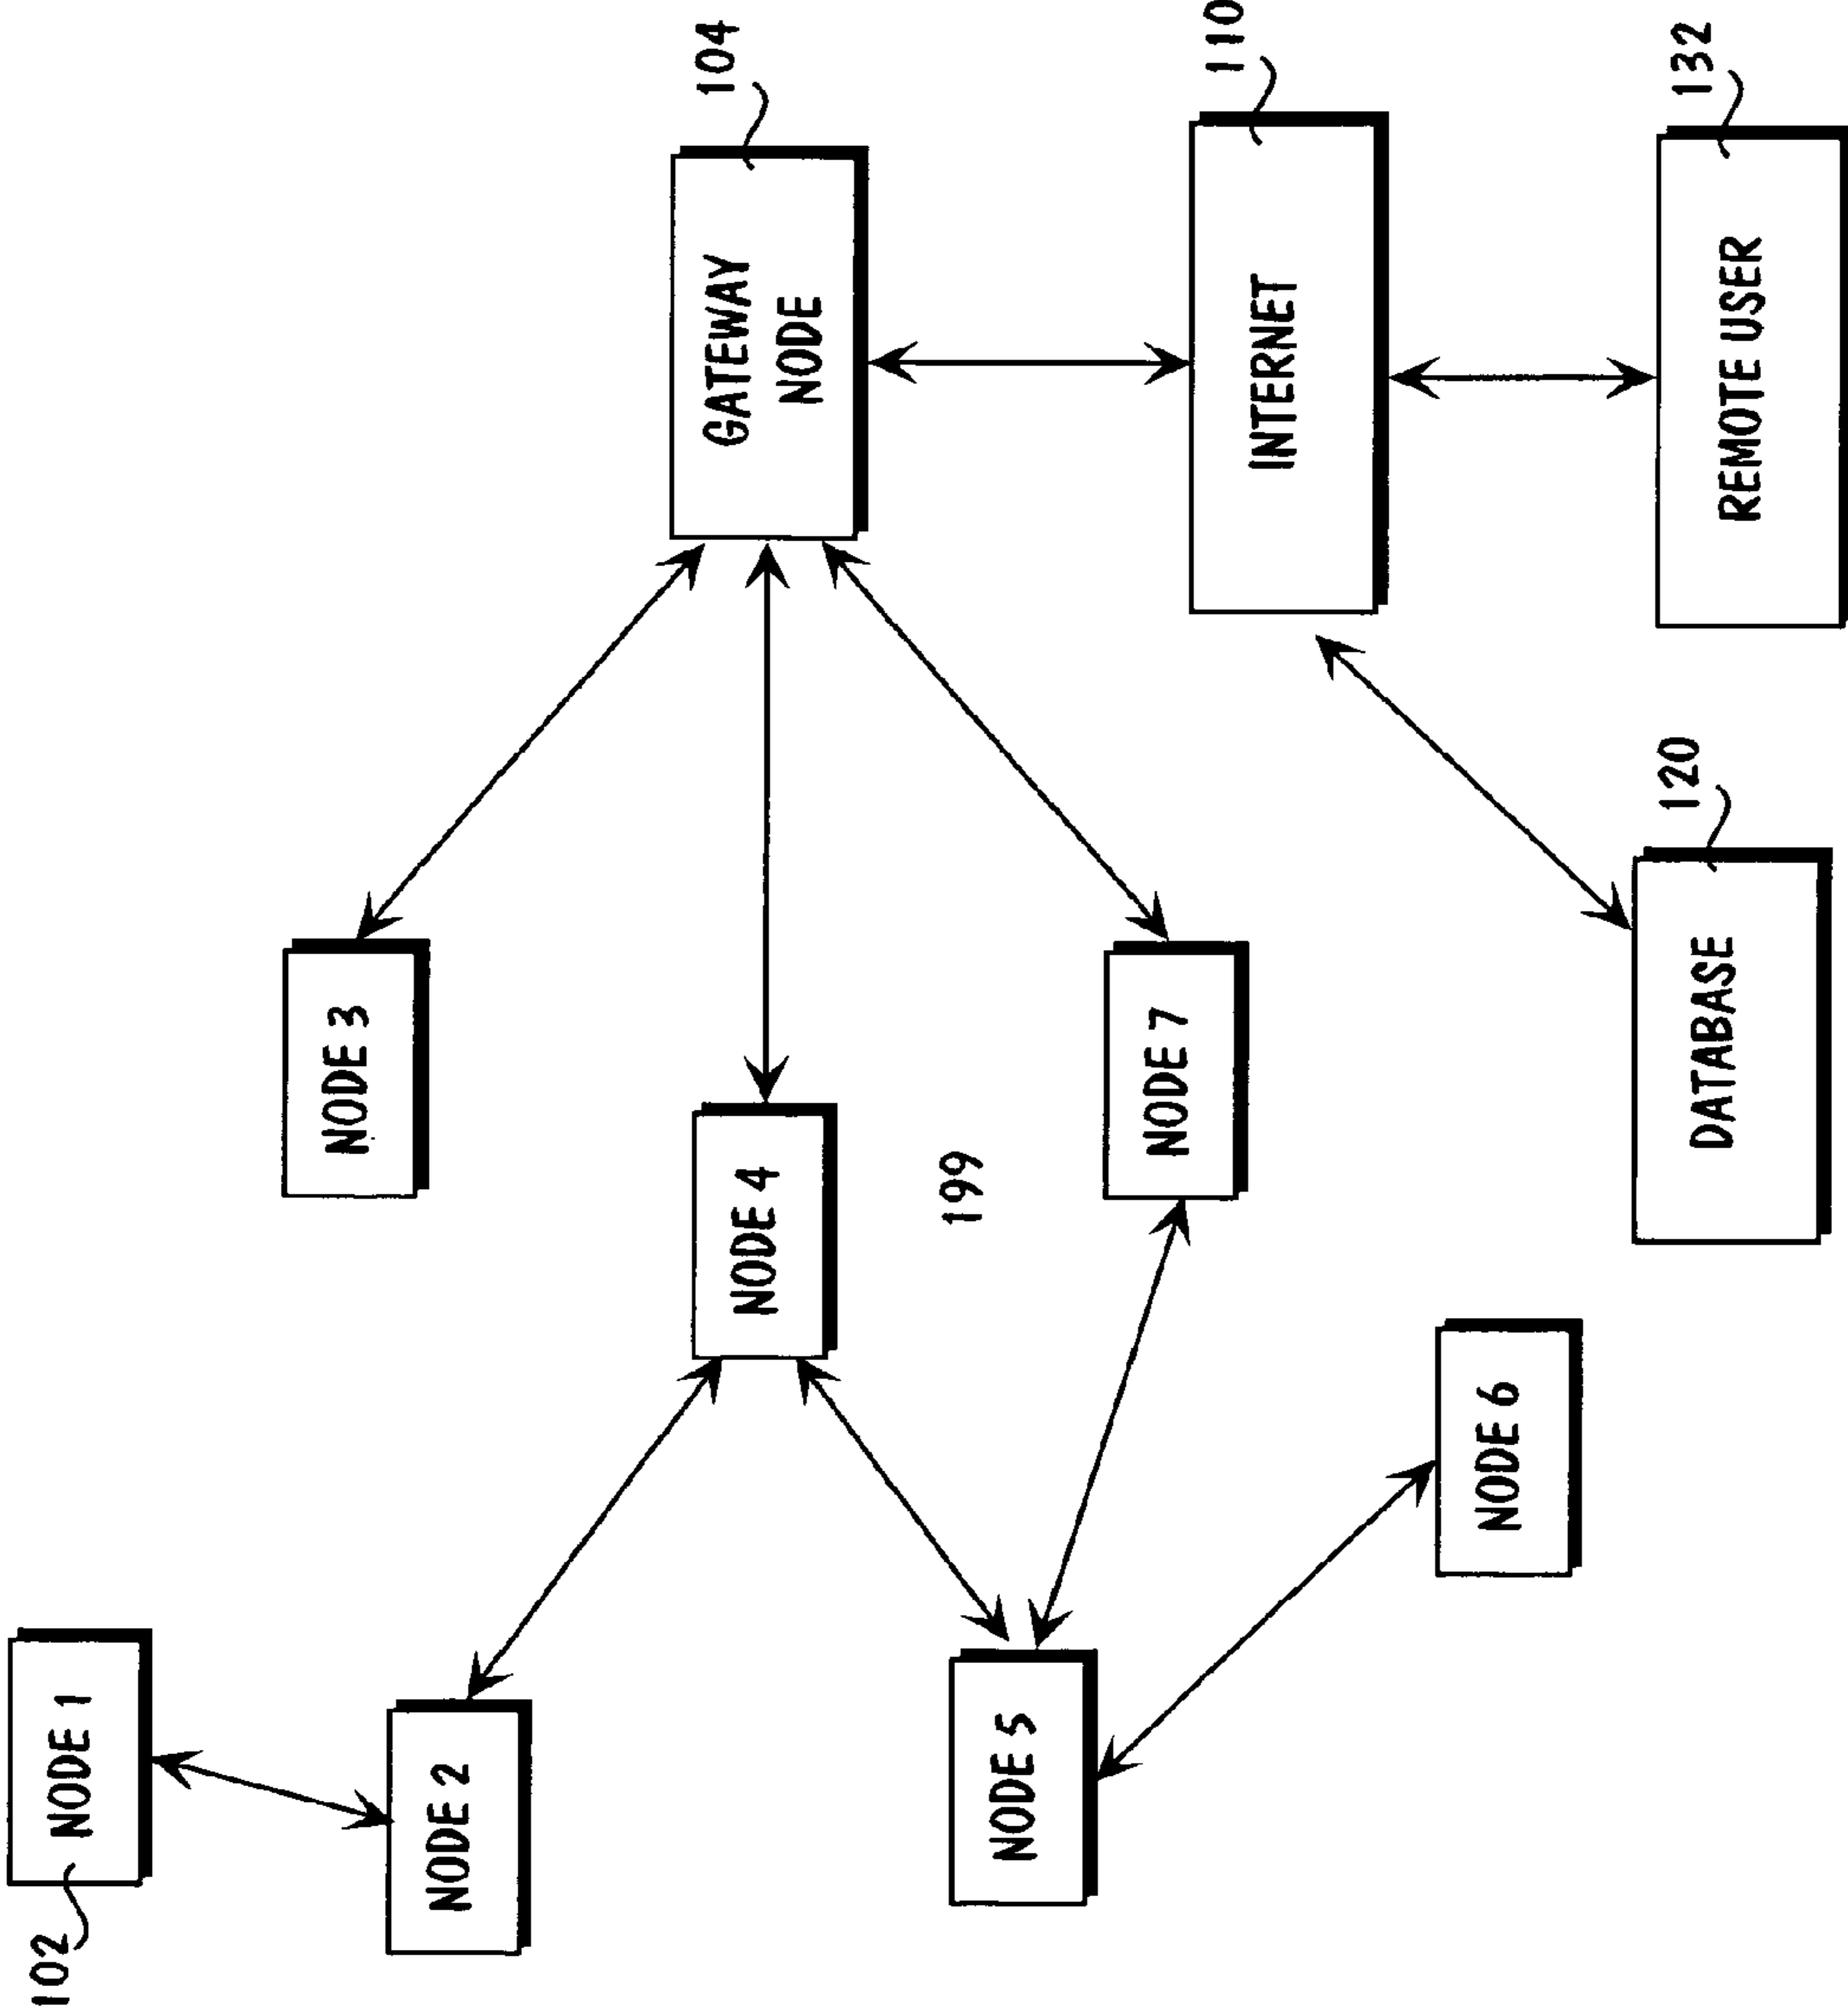 102
NODE 1
NODE 2
NODE 3
104
GATEWAY
NODE
NODE 4
199
NODE 5
NODE 7
110
INTERNET
NODE 6
120
DATABASE
132
REMOTE USER